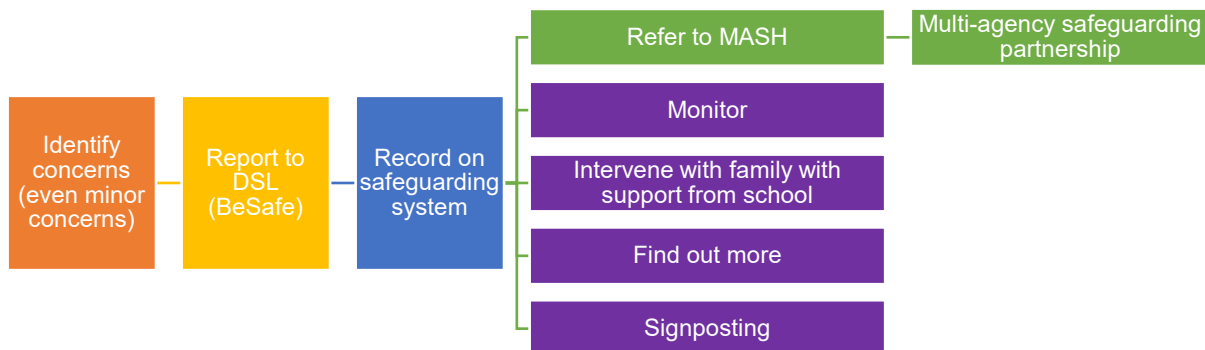 Identify
concerns
(even minor
concerns)
Report to
DSL
(BeSafe)
Record on
safeguarding
system
Refer to MASH
Multi-agency safeguarding
partnership
Monitor
Intervene with family with
support from school
Find out more
Signposting